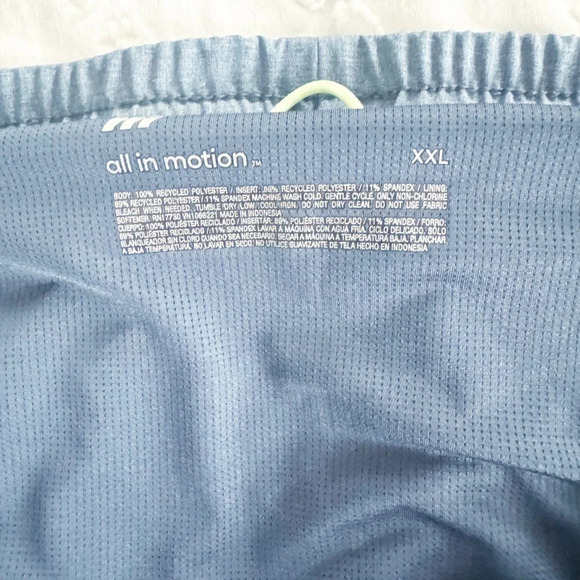 all in motion™
XXL
BODY: 100% RECYCLED POLYESTER / INSERT: 89% RECYCLED POLYESTER / 11% SPANDEX / LINING:
89% RECYCLED POLYESTER / 11% SPANDEX MACHINE WASH COLD. GENTLE CYCLE. ONLY NON-CHLORINE
BLEACH WHEN NEEDED. TUMBLE DRY LOW. COOL IRON. DO NOT DRY CLEAN. DO NOT USE FABRIC
SOFTENER. RN17730 VN1066221 MADE IN INDONESIA
CUERPO: 100% POLIÉSTER RECICLADO / INSERTAR: 89% POLIÉSTER RECICLADO / 11% SPANDEX / FORRO:
89% POLIÉSTER RECICLADO / 11% SPANDEX LAVAR A MÁQUINA CON AGUA FRÍA, CICLO DELICADO. SOLO
BLANQUEADOR SIN CLORO CUANDO SEA NECESARIO. SECAR A MÁQUINA A TEMPERATURA BAJA. PLANCHAR
A BAJA TEMPERATURA. NO LAVAR EN SECO. NO UTILICE SUAVIZANTE DE TELA HECHO EN INDONESIA